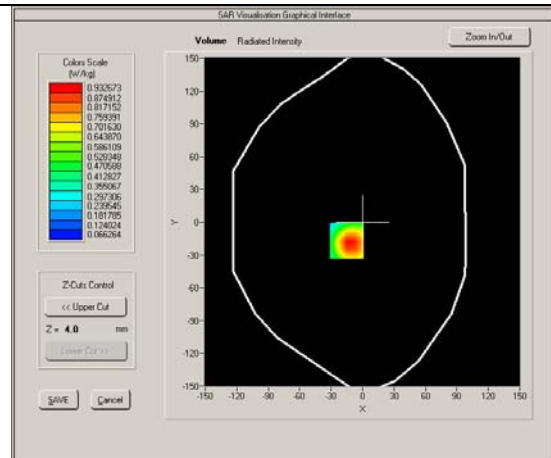 SAR Visualisation Graphical Interface
Volume Radiated Intensity
Zoom In/Out
Colors Scale
(W/kg)
0.932673
0.874912
0.817152
0.759391
0.701630
0.643870
0.586109
0.528348
0.470588
0.412827
0.355067
0.297306
0.239545
0.181785
0.124024
0.066264
Z-Cuts Control
<< Upper Cut
Z = 4.0 mm
Lower Cut >>
SAVE Cancel
150-
120-
90-
60-
30-
Y 0-
-30-
-60-
-90-
-120-
-150-
-150 -120 -90 -60 -30 0 30 60 90 120 150
X